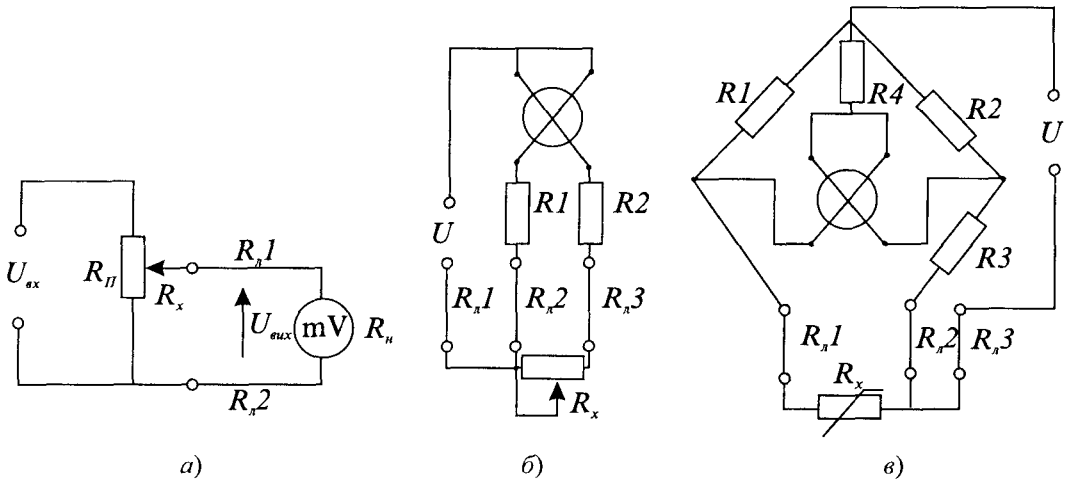 U_вх
R_П
R_x
R_л1
U_вих
mV
R_н
R_л2
а)
U
R1
R2
R_л1
R_л2
R_л3
R_x
б)
R1
R4
R2
U
R3
R_л1
R_л2
R_л3
R_x
в)